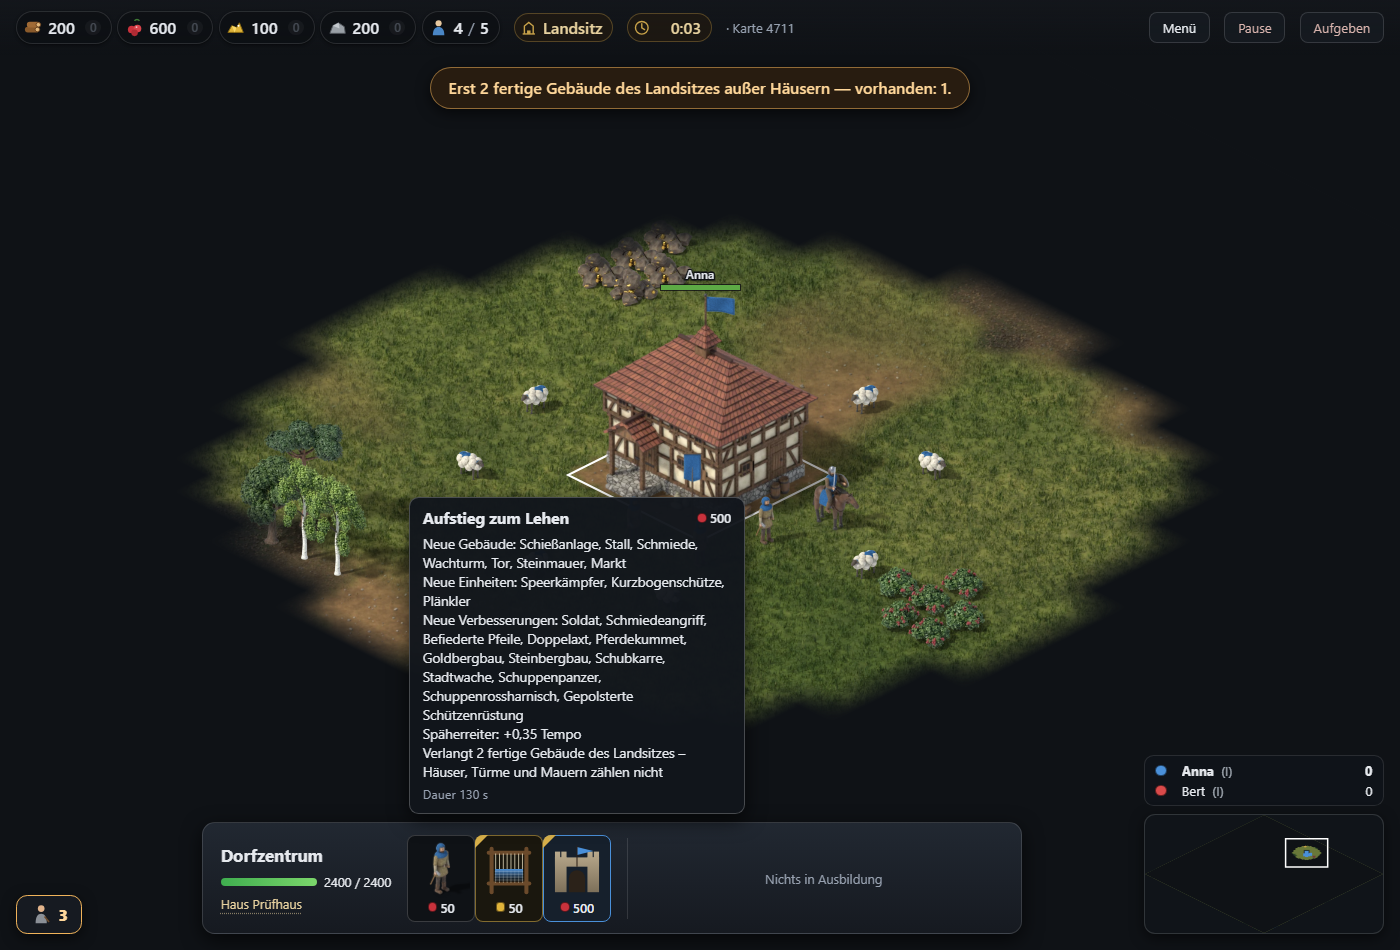 200 0 600 0 100 0 200 0 4 / 5 Landsitz 0:03 · Karte 4711 Menü Pause Aufgeben
Erst 2 fertige Gebäude des Landsitzes außer Häusern — vorhanden: 1.
Anna
Aufstieg zum Lehen 500
Neue Gebäude: Schießanlage, Stall, Schmiede,
Wachturm, Tor, Steinmauer, Markt
Neue Einheiten: Speerkämpfer, Kurzbogenschütze,
Plänkler
Neue Verbesserungen: Soldat, Schmiedeangriff,
Befiederte Pfeile, Doppelaxt, Pferdekummet,
Goldbergbau, Steinbergbau, Schubkarre,
Stadtwache, Schuppenpanzer,
Schuppenrossharnisch, Gepolsterte
Schützenrüstung
Späherreiter: +0,35 Tempo
Verlangt 2 fertige Gebäude des Landsitzes –
Häuser, Türme und Mauern zählen nicht
Dauer 130 s
Anna (I) 0
Bert (I) 0
Dorfzentrum
2400 / 2400
Haus Prüfhaus
50 50 500
Nichts in Ausbildung
3